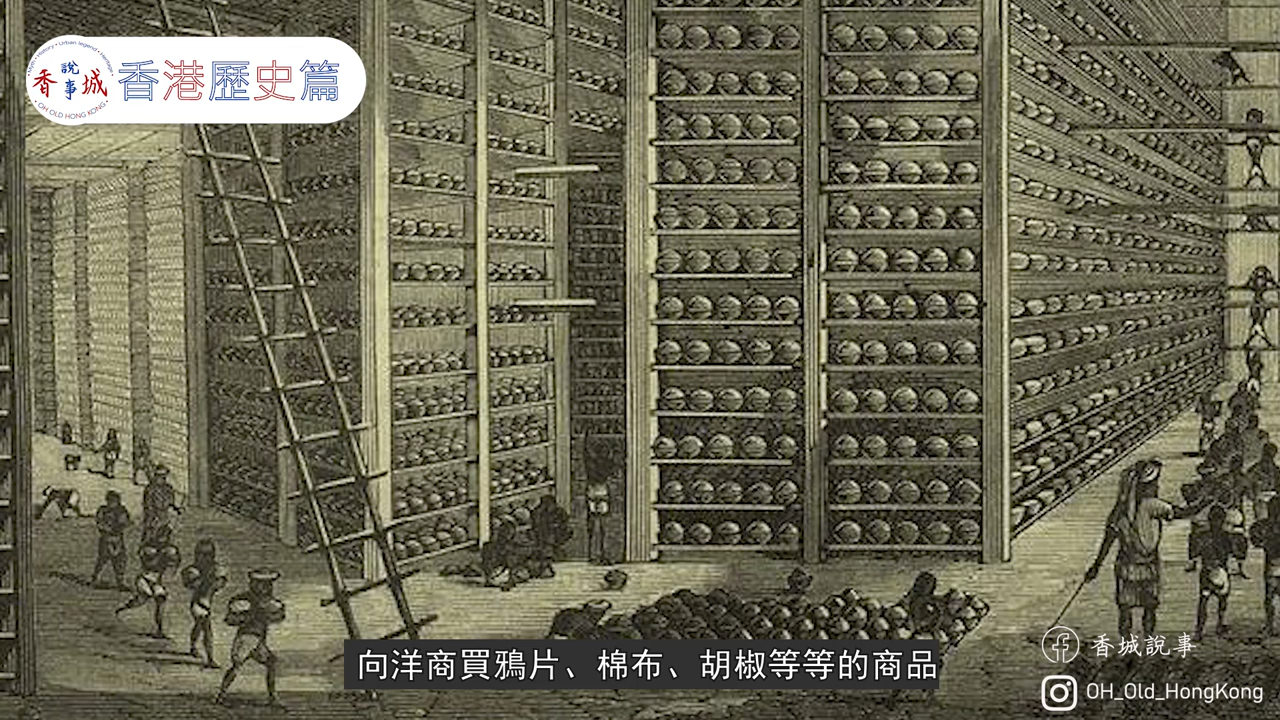 香城說事
OH OLD HONG KONG
香港歷史篇
向洋商買鴉片、棉布、胡椒等等的商品
香城說事
OH_Old_HongKong